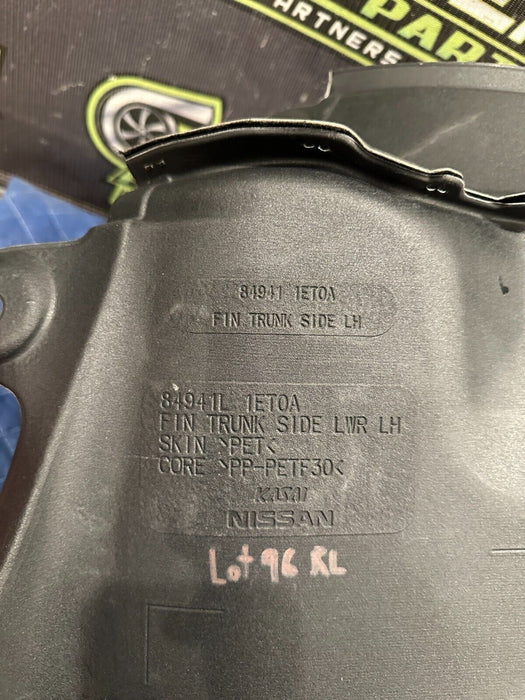 PART
PARTNERS
84941 1ET0A
FIN TRUNK SIDE LH
84941L 1ET0A
FIN TRUNK SIDE LWR LH
SKIN >PET<
CORE >PP-PETF30<
KASAI
NISSAN
Lot 96 RL